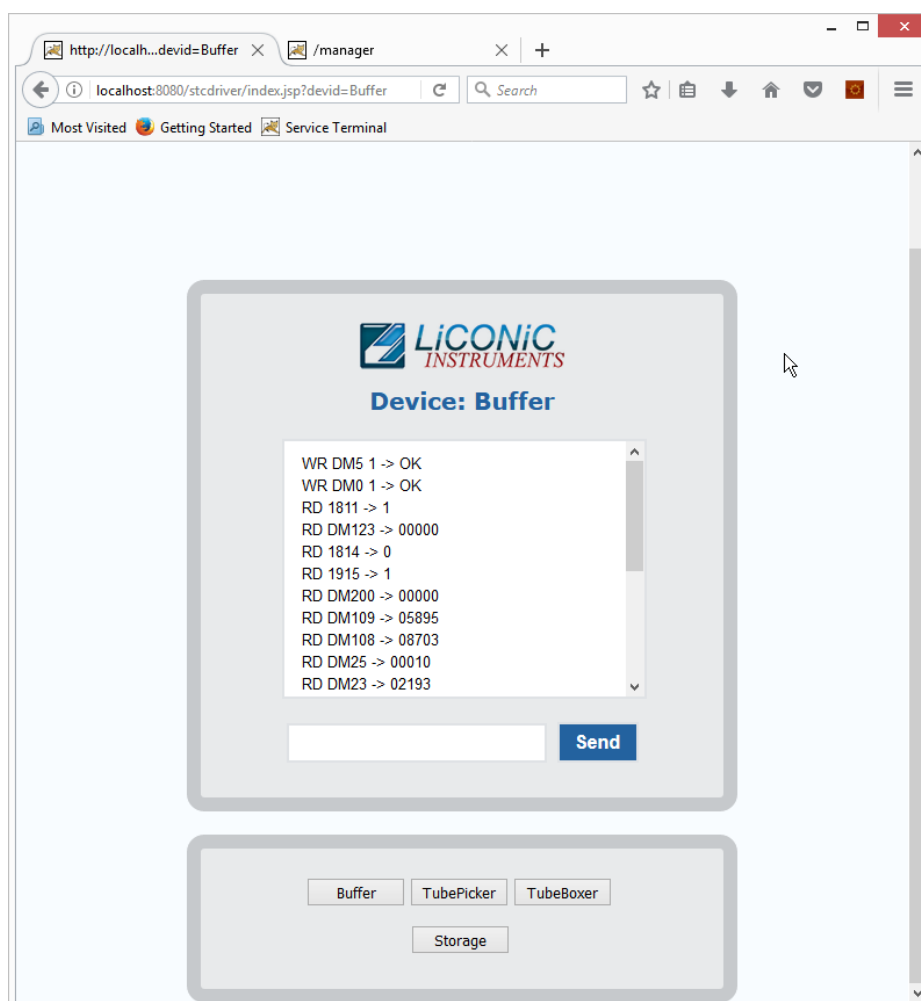 http://localh...devid=Buffer
/manager
localhost:8080/stcdriver/index.jsp?devid=Buffer
Search
Most Visited Getting Started Service Terminal
LiCONiC
INSTRUMENTS
Device: Buffer
WR DM5 1 -> OK
WR DM0 1 -> OK
RD 1811 -> 1
RD DM123 -> 00000
RD 1814 -> 0
RD 1915 -> 1
RD DM200 -> 00000
RD DM109 -> 05895
RD DM108 -> 08703
RD DM25 -> 00010
RD DM23 -> 02193
Send
Buffer TubePicker TubeBoxer
Storage